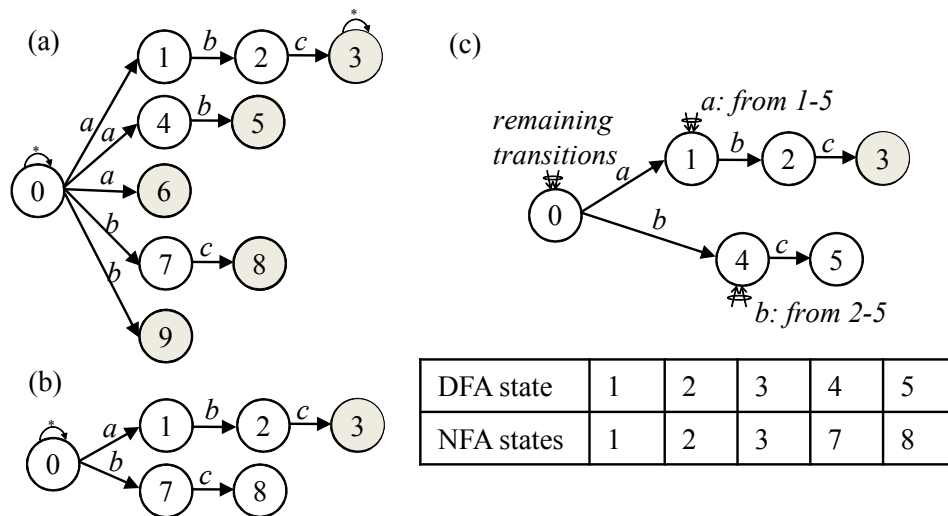 (a)
* 0
a a a b b
1 b 2 c 3 *
4 b 5
6
7 c 8
9
(b)
* 0
a 1 b 2 c 3
b 7 c 8
(c)
remaining
transitions
a: from 1-5
0
a 1 b 2 c 3
b 4 c 5
b: from 2-5
DFA state 1 2 3 4 5
NFA states 1 2 3 7 8